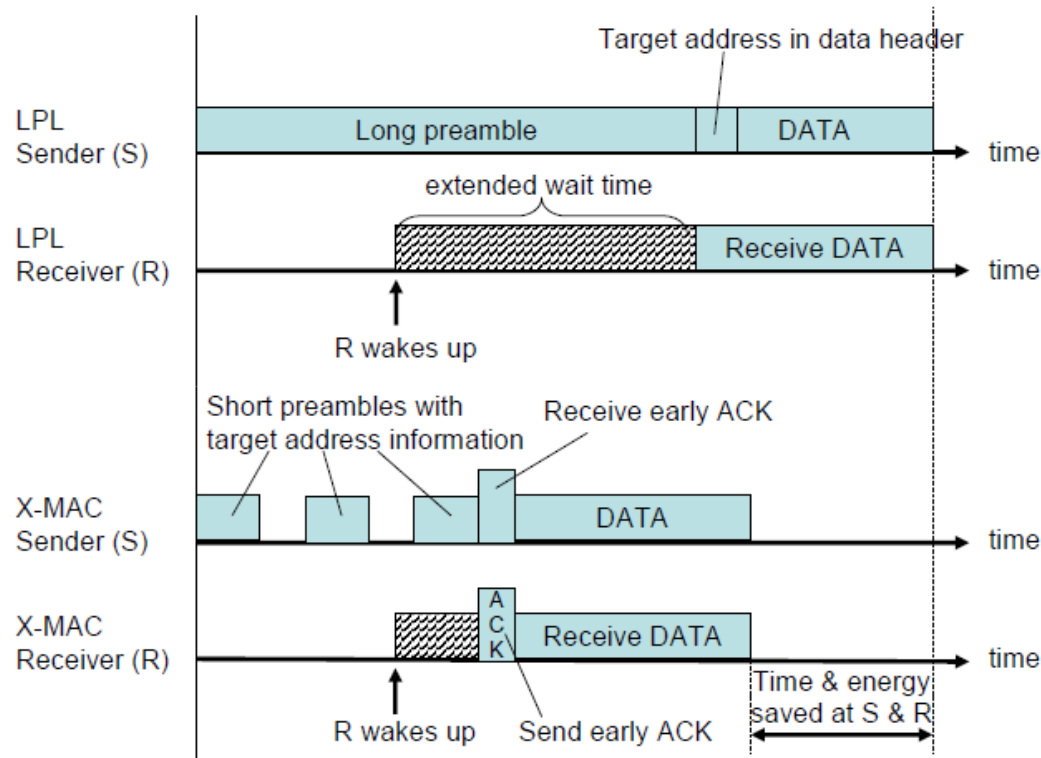 Target address in data header
LPL
Sender (S)
Long preamble
DATA
time
extended wait time
LPL
Receiver (R)
Receive DATA
time
R wakes up
Short preambles with
target address information
Receive early ACK
X-MAC
Sender (S)
DATA
time
X-MAC
Receiver (R)
A
C
K
Receive DATA
time
R wakes up
Send early ACK
Time & energy
saved at S & R